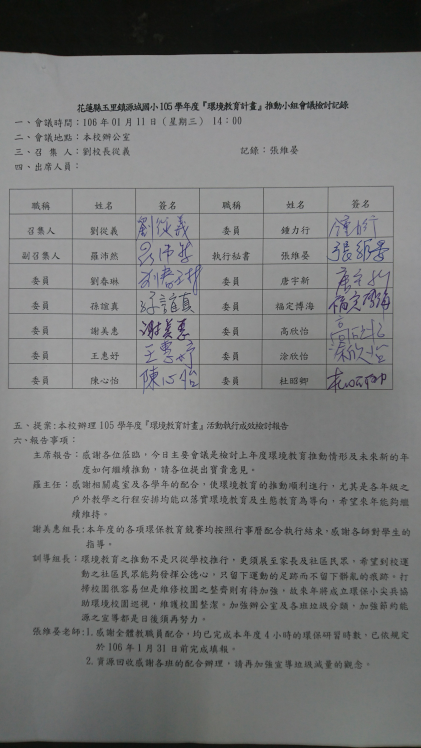 花蓮縣玉里鎮源城國小105學年度『環境教育計畫』推動小組會議檢討記錄
一、會議時間：106年01月11日（星期三）14：00
二、會議地點：本校辦公室
三、召 集 人：劉校長從義 記錄：張維晏
四、出席人員：
職稱 姓名 簽名 職稱 姓名 簽名
召集人 劉從義 劉從義 委員 鍾力行
副召集人 羅沛然 執行秘書 張維晏 張維晏
委員 劉春琳 委員 唐宇新
委員 孫誼真 孫誼真 委員 福定博海 福定博海
委員 謝美惠 謝美惠 委員 高欣怡
委員 王惠妤 委員 涂欣怡
委員 陳心怡 陳心怡 委員 杜昭卿
五、提案：本校辦理105學年度『環境教育計畫』活動執行成效檢討報告
六、報告事項：
主席報告：感謝各位蒞臨，今日主要會議是檢討上年度環境教育推動情形及未來新的年
度如何繼續推動，請各位提出寶貴意見。
羅主任：感謝相關處室及各學年的配合，使環境教育的推動順利進行，尤其是各年級之
戶外教學之行程安排均能以落實環境教育及生態教育為導向，希望來年能夠繼
續維持。
謝美惠組長：本年度的各項環保教育競賽均按照行事曆配合執行結束，感謝各師對學生的
指導。
訓導組長：環境教育之推動不是只從學校推行，更須展至家長及社區民眾，希望到校運
動之社區民眾能夠發揮公德心，只留下運動的足跡而不留下髒亂的痕跡。打
掃校園很容易但是維修校園之整齊則有待加強，故來年將成立環保小尖兵協
助環境校園巡視，維護校園整潔，加強辦公室及各班垃圾分類，加強節約能
源之宣導都是日後須再努力。
張維晏老師：1.感謝全體教職員配合，均已完成本年度4小時的環保研習時數，已依規定
於106年1月31日前完成填報。
2.資源回收感謝各班的配合辦理，請再加強宣導垃圾減量的觀念。